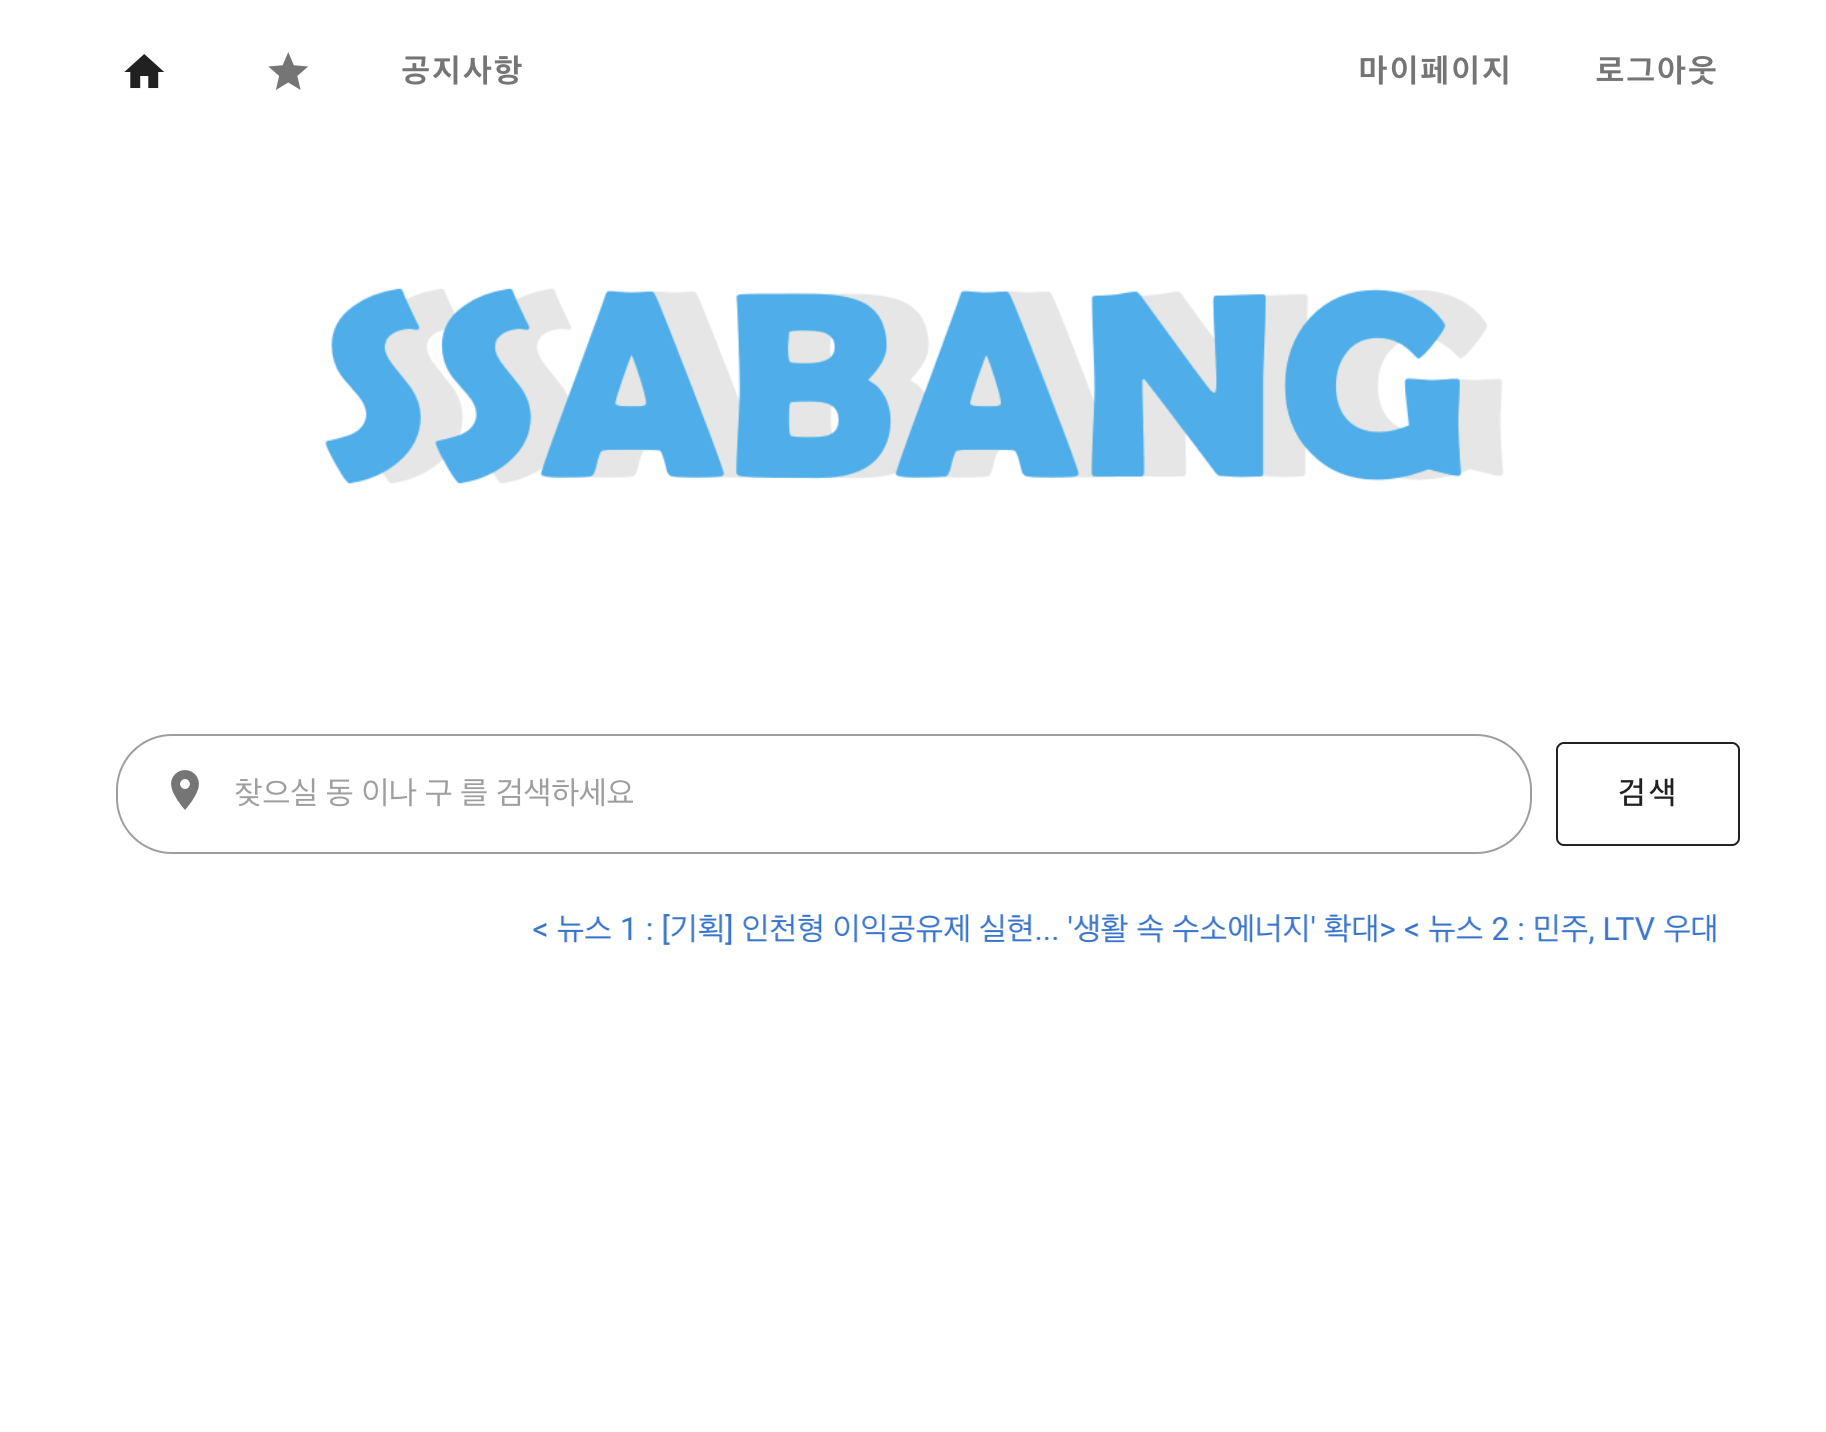 공지사항 마이페이지 로그아웃
SSABANG
찾으실 동 이나 구 를 검색하세요 검색
< 뉴스 1 : [기획] 인천형 이익공유제 실현... '생활 속 수소에너지' 확대> < 뉴스 2 : 민주, LTV 우대